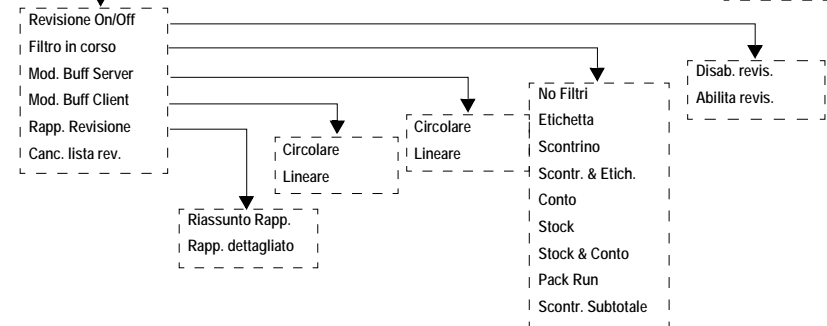 Revisione On/Off
Filtro in corso
Mod. Buff Server
Mod. Buff Client
Rapp. Revisione
Canc. lista rev.
Disab. revis.
Abilita revis.
No Filtri
Etichetta
Scontrino
Scontr. & Etich.
Conto
Stock
Stock & Conto
Pack Run
Scontr. Subtotale
Circolare
Lineare
Circolare
Lineare
Riassunto Rapp.
Rapp. dettagliato